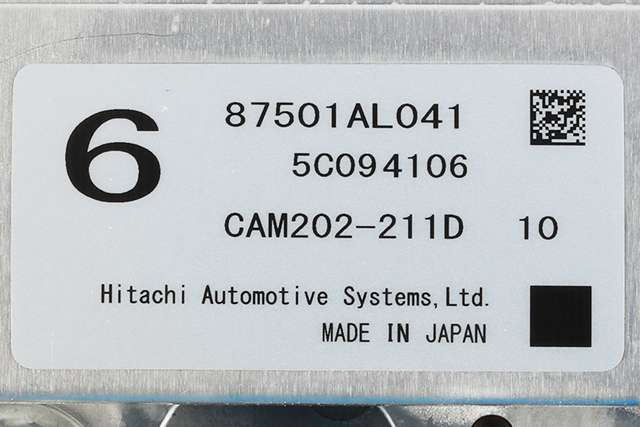 6
87501AL041
5C094106
CAM202-211D 10
Hitachi Automotive Systems,Ltd.
MADE IN JAPAN